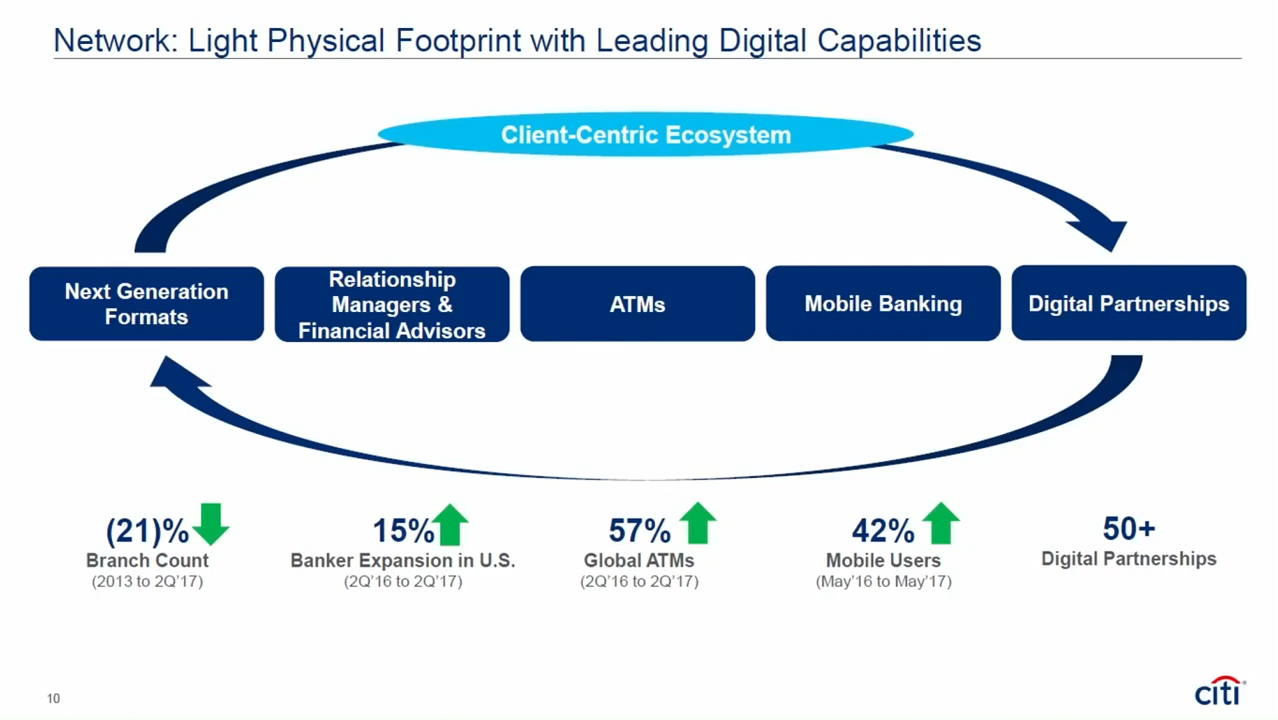 Network: Light Physical Footprint with Leading Digital Capabilities
Client-Centric Ecosystem
Next Generation
Formats
Relationship
Managers &
Financial Advisors
ATMs
Mobile Banking
Digital Partnerships
(21)%
Branch Count
(2013 to 2Q'17)
15%
Banker Expansion in U.S.
(2Q'16 to 2Q'17)
57%
Global ATMs
(2Q'16 to 2Q'17)
42%
Mobile Users
(May'16 to May'17)
50+
Digital Partnerships
10
citi